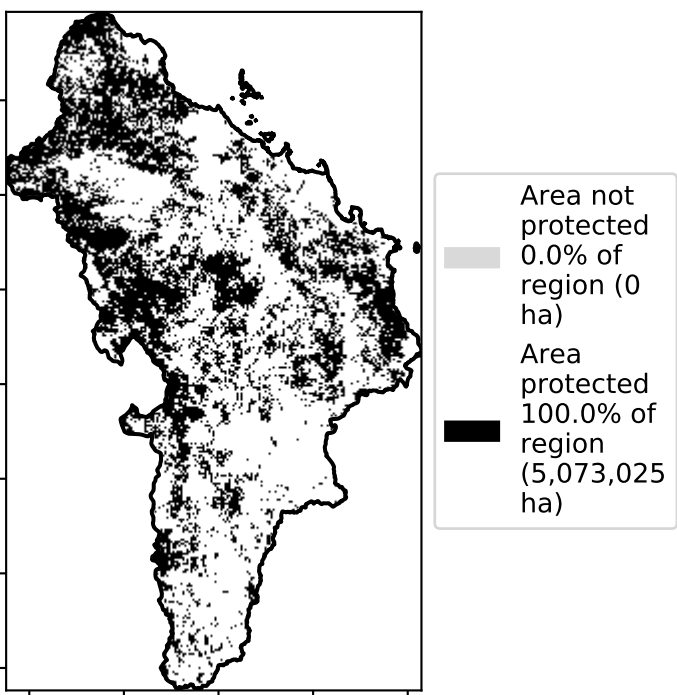 Area not
protected
0.0% of
region (0
ha)
Area
protected
100.0% of
region
(5,073,025
ha)